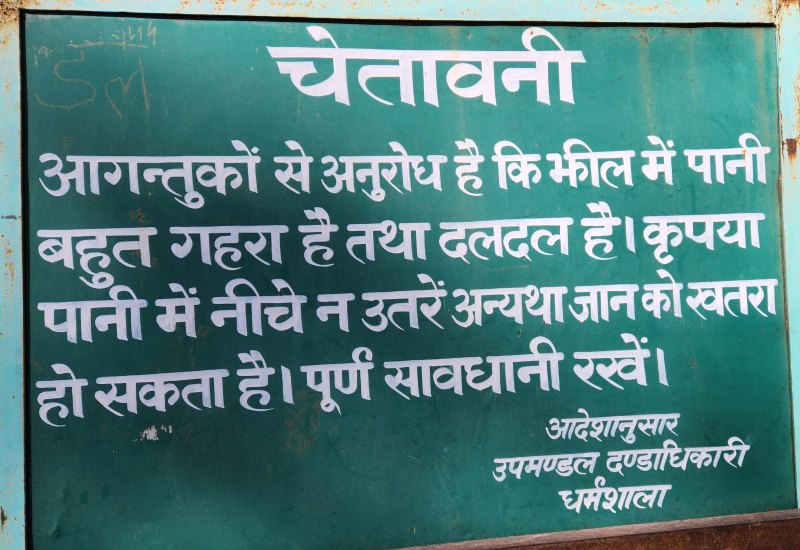 चेतावनी
आगन्तुकों से अनुरोध है कि झील में पानी
बहुत गहरा है तथा दलदल है। कृपया
पानी में नीचे न उतरें अन्यथा जान को खतरा
हो सकता है। पूर्ण सावधानी रखें।
आदेशानुसार
उपमण्डल दण्डाधिकारी
धर्मशाला